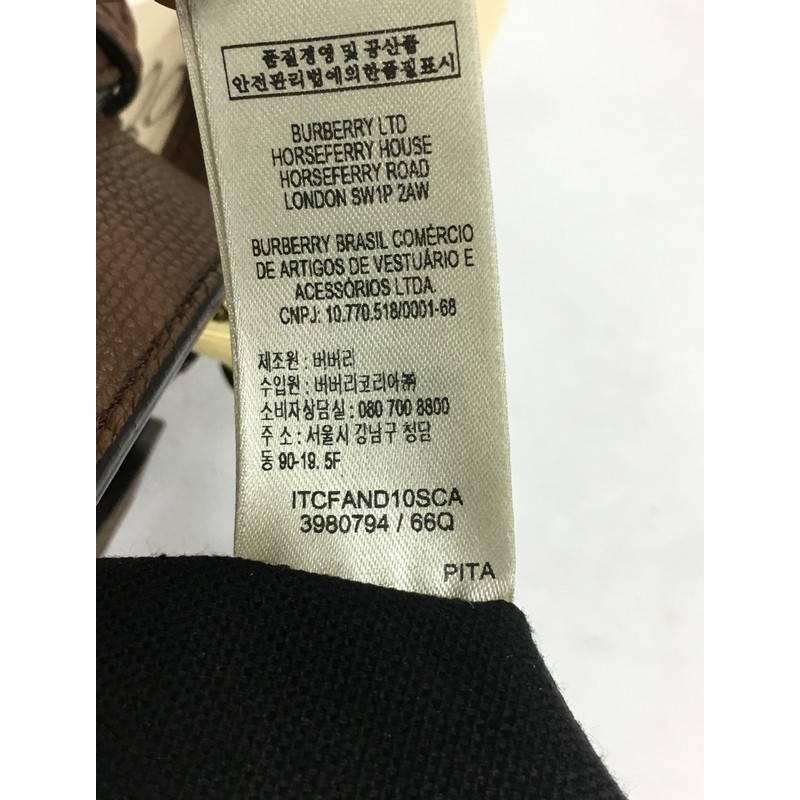 품질경영 및 공산품
안전관리법에의한품질표시
BURBERRY LTD
HORSEFERRY HOUSE
HORSEFERRY ROAD
LONDON SW1P 2AW
BURBERRY BRASIL COMÉRCIO
DE ARTIGOS DE VESTUÁRIO E
ACESSÓRIOS LTDA.
CNPJ: 10.770.518/0001-68
제조원 : 버버리
수입원 : 버버리코리아㈜
소비자상담실 : 080 700 8800
주 소 : 서울시 강남구 청담
동 90-19. 5F
ITCFAND10SCA
3980794 / 66Q
PITA